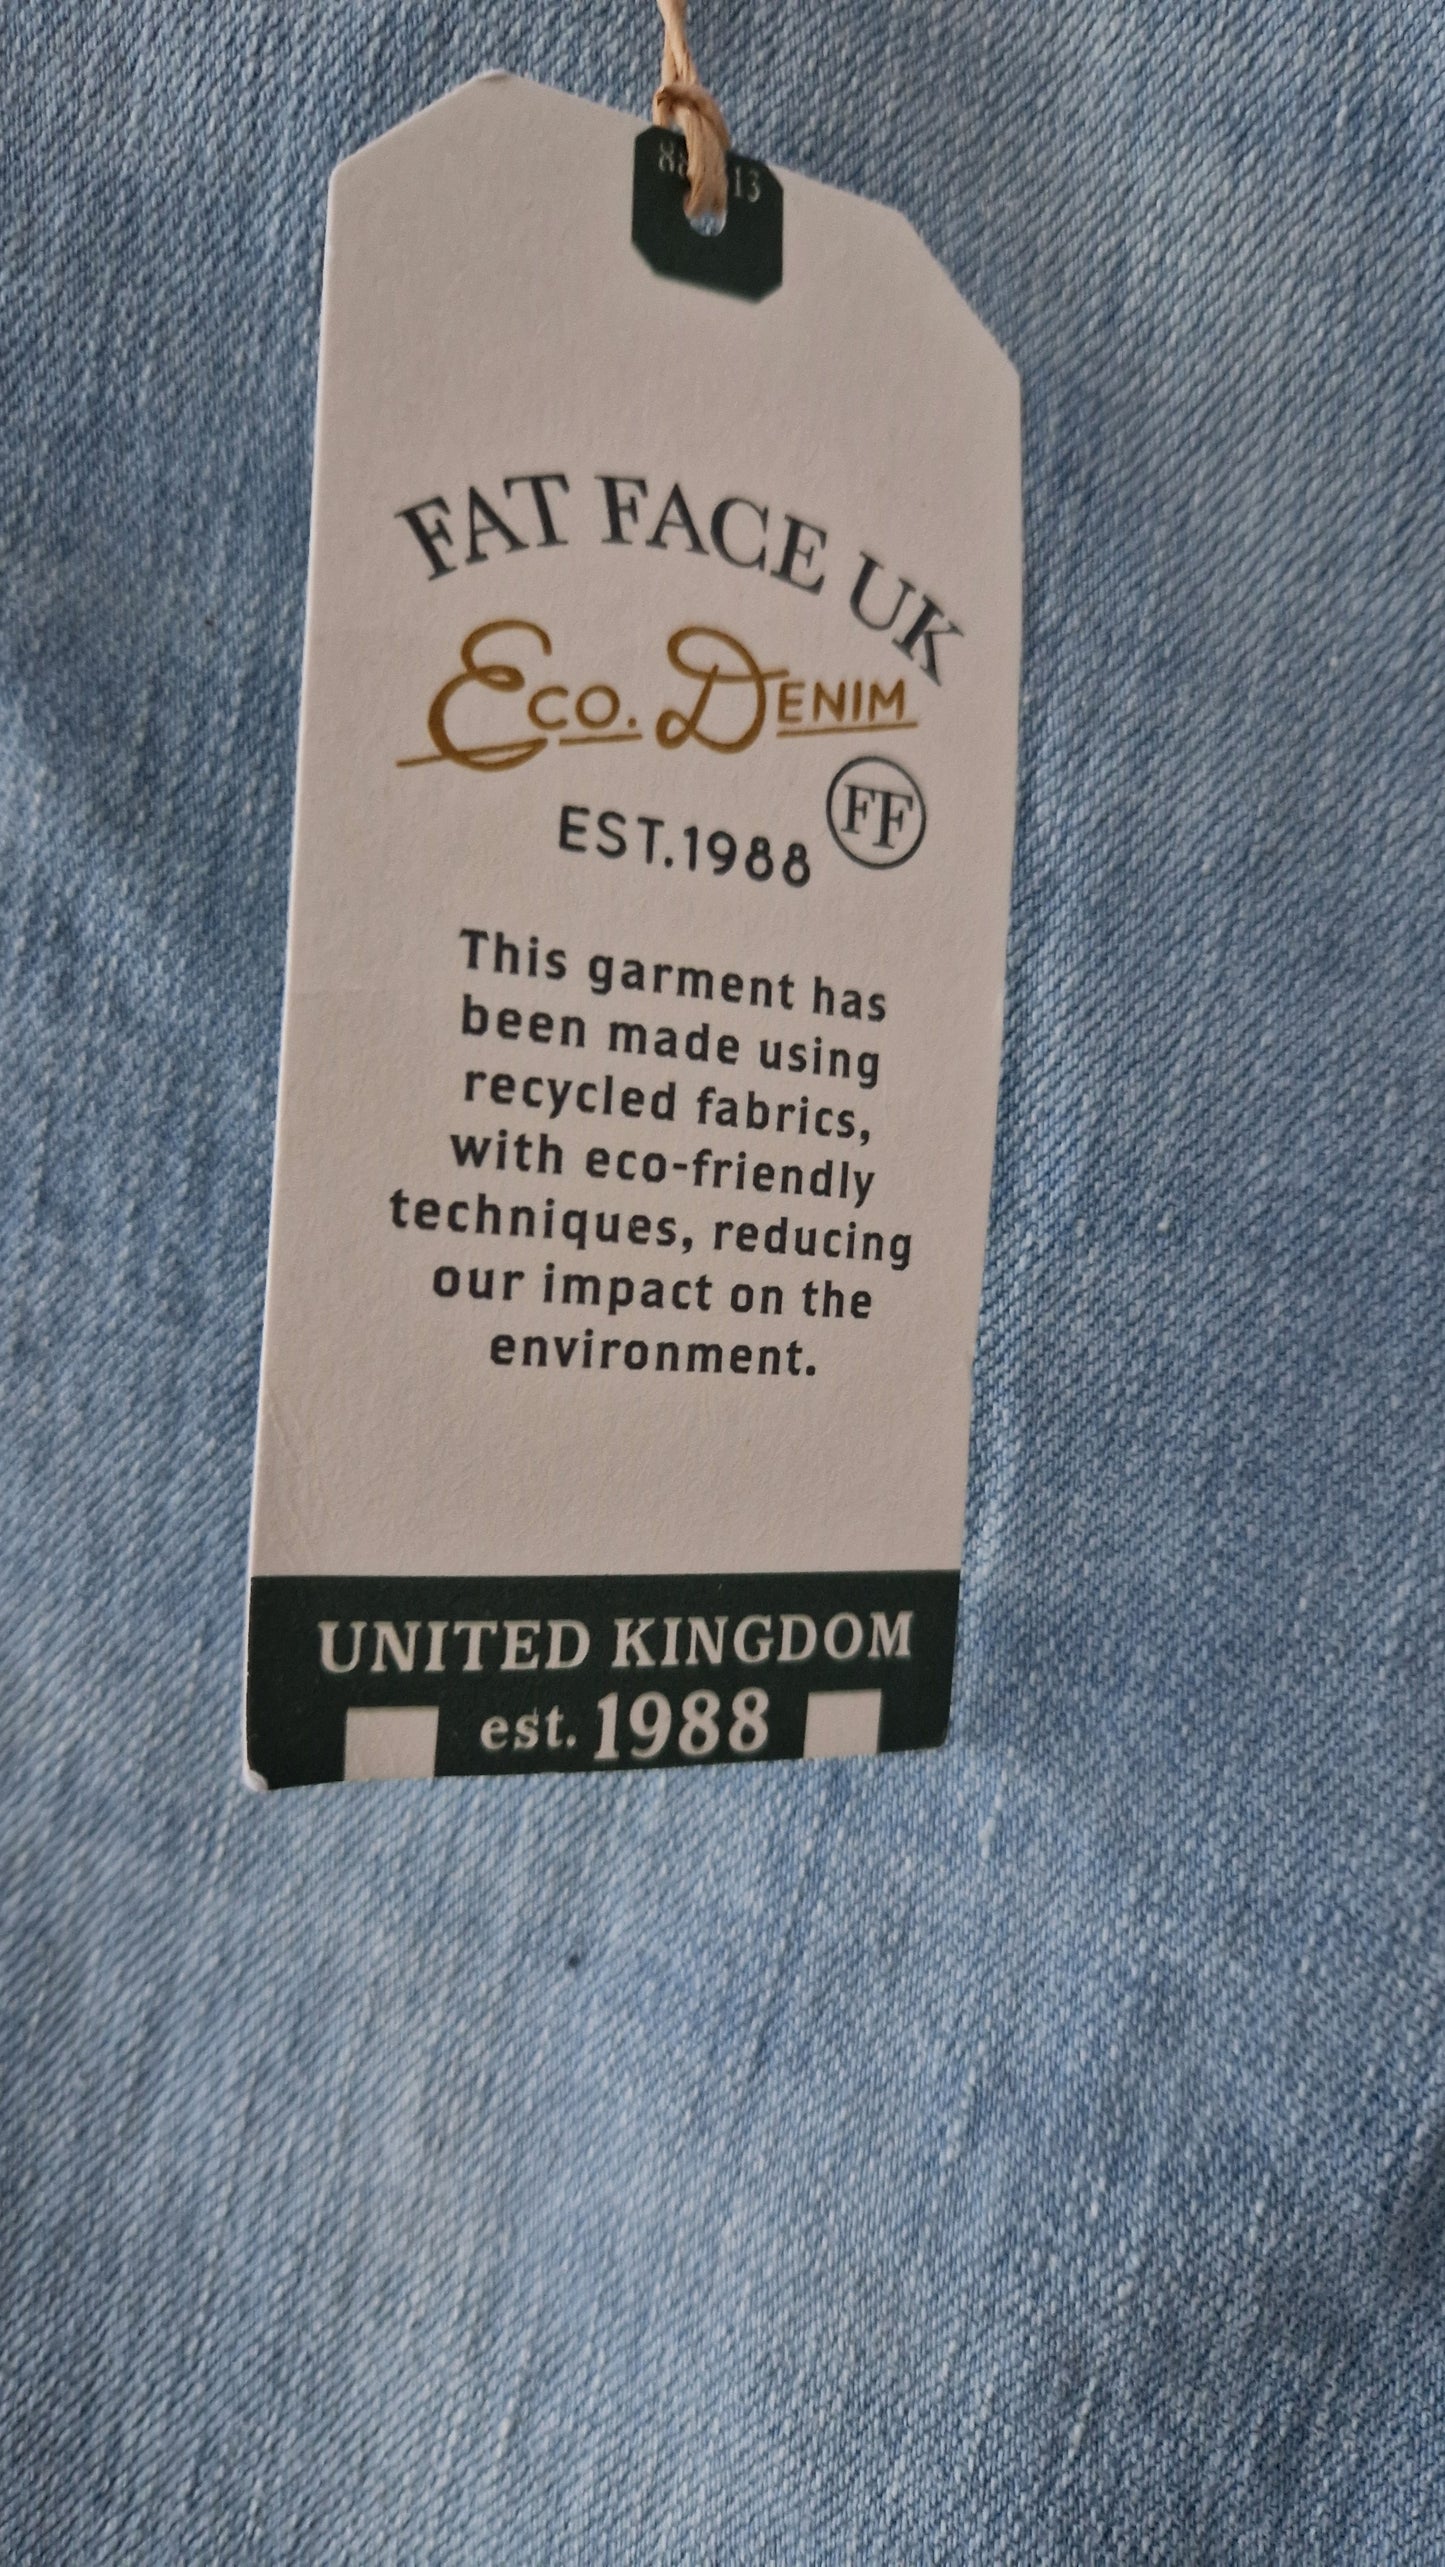 13
FAT FACE UK
Eco. Denim
FF
EST.1988
This garment has
been made using
recycled fabrics,
with eco-friendly
techniques, reducing
our impact on the
environment.
UNITED KINGDOM
est. 1988